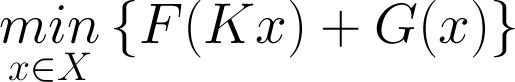 min {F(Kx) + G(x)}
x∈X